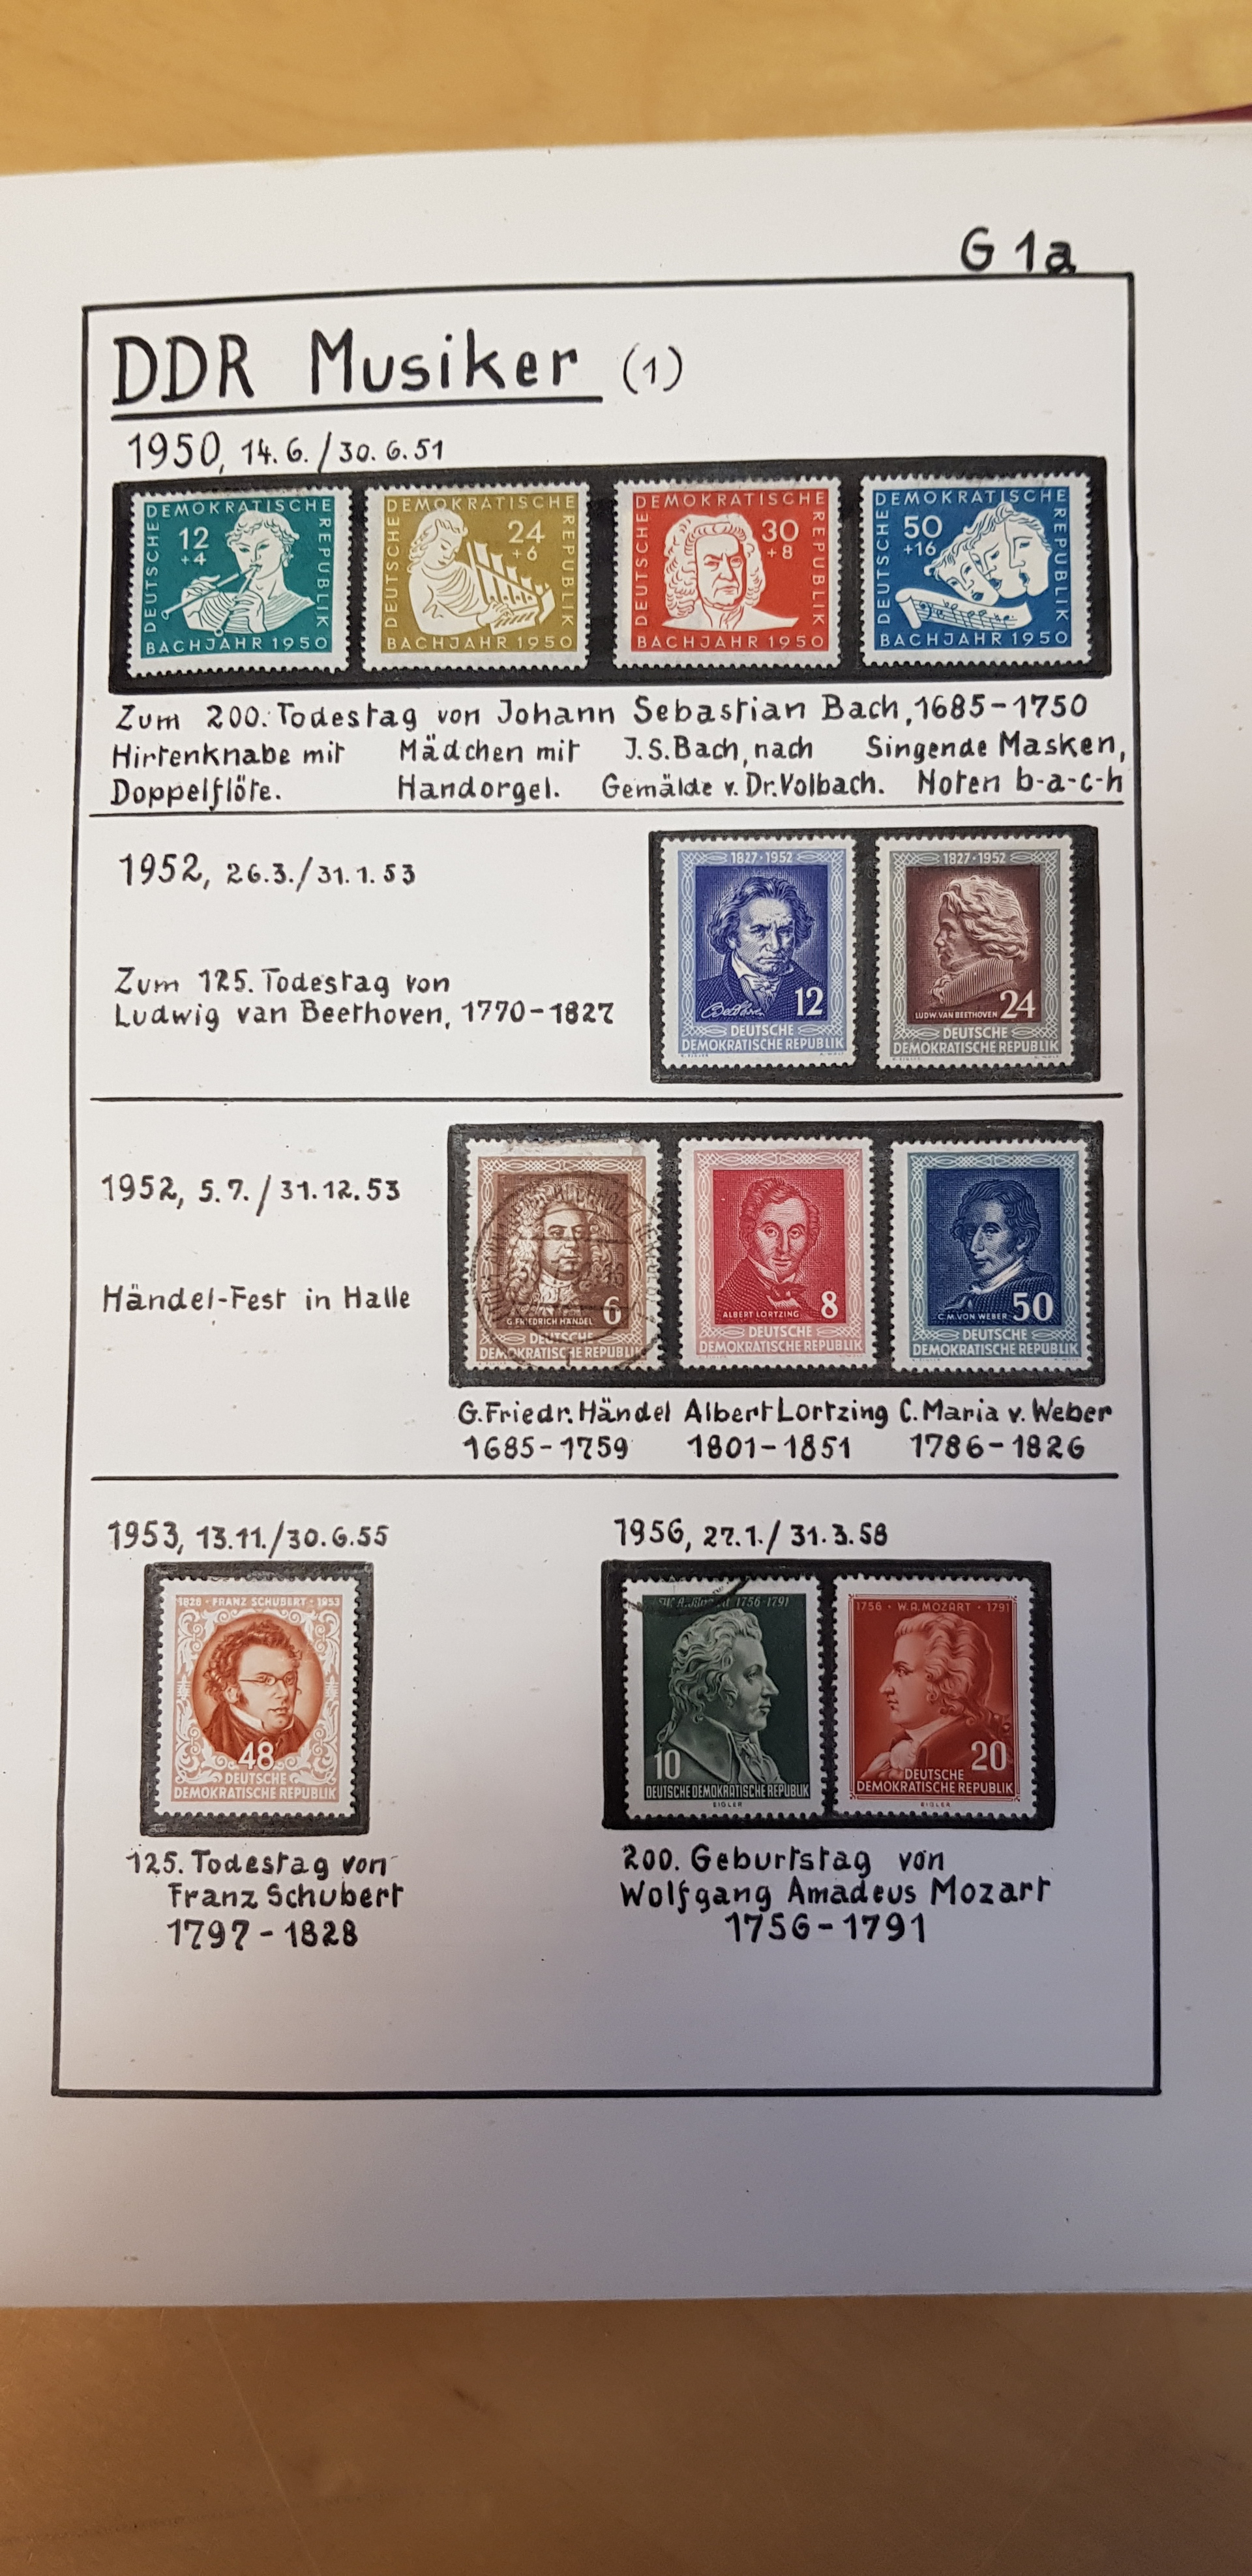 G 1a
DDR Musiker (1)
1950, 14.6./30.6.51
DEMOKRATISCHE
DEUTSCHE
REPUBLIK
12
+4
BACHJAHR 1950
DEMOKRATISCHE
DEUTSCHE
REPUBLIK
24
+6
BACHJAHR 1950
DEMOKRATISCHE
DEUTSCHE
REPUBLIK
30
+8
BACHJAHR 1950
DEMOKRATISCHE
DEUTSCHE
REPUBLIK
50
+16
BACHJAHR 1950
Zum 200. Todestag von Johann Sebastian Bach, 1685-1750
Hirtenknabe mit Mädchen mit J.S.Bach, nach Singende Masken,
Doppelflöte. Handorgel. Gemälde v. Dr. Volbach. Noten b-a-c-h
1952, 26.3./31.1.53
Zum 125. Todestag von
Ludwig van Beethoven, 1770-1827
1827·1952
12
DEUTSCHE
DEMOKRATISCHE REPUBLIK
1827·1952
LUDW. VAN BEETHOVEN 24
DEUTSCHE
DEMOKRATISCHE REPUBLIK
1952, 5.7./31.12.53
Händel-Fest in Halle
G. FRIEDRICH HÄNDEL 6
DEUTSCHE
DEMOKRATISCHE REPUBLIK
ALBERT LORTZING 8
DEUTSCHE
DEMOKRATISCHE REPUBLIK
C.M. VON WEBER 50
DEUTSCHE
DEMOKRATISCHE REPUBLIK
G. Friedr. Händel Albert Lortzing C. Maria v. Weber
1685-1759 1801-1851 1786-1826
1953, 13.11./30.6.55
1828 · FRANZ SCHUBERT · 1953
48
DEUTSCHE
DEMOKRATISCHE REPUBLIK
125. Todestag von
Franz Schubert
1797-1828
1956, 27.1./31.3.58
1756-1791
10
DEUTSCHE DEMOKRATISCHE REPUBLIK
EIGLER
1756 · W.A.MOZART · 1791
20
DEUTSCHE
DEMOKRATISCHE REPUBLIK
EIGLER
200. Geburtstag von
Wolfgang Amadeus Mozart
1756-1791